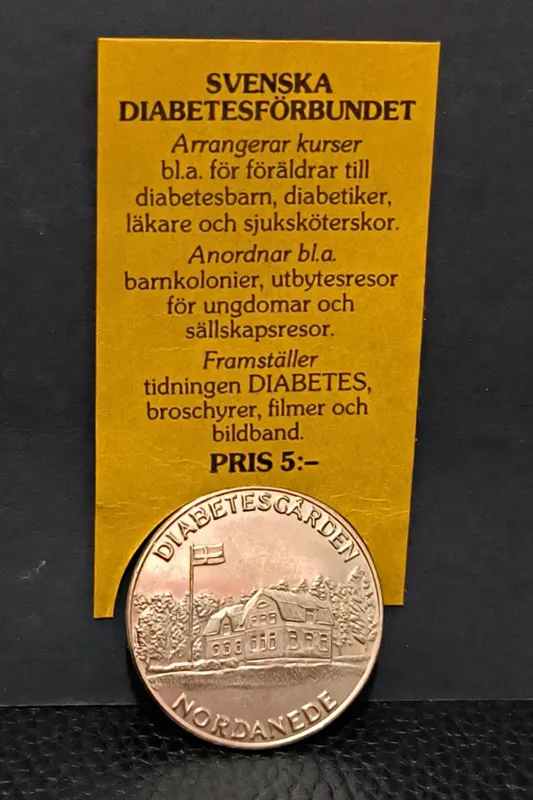 SVENSKA
DIABETESFÖRBUNDET
Arrangerar kurser
bl.a. för föräldrar till
diabetesbarn, diabetiker,
läkare och sjuksköterskor.
Anordnar bl.a.
barnkolonier, utbytesresor
för ungdomar och
sällskapsresor.
Framställer
tidningen DIABETES,
broschyrer, filmer och
bildband.
PRIS 5:–
DIABETESGÅRDEN
NORDANEDE